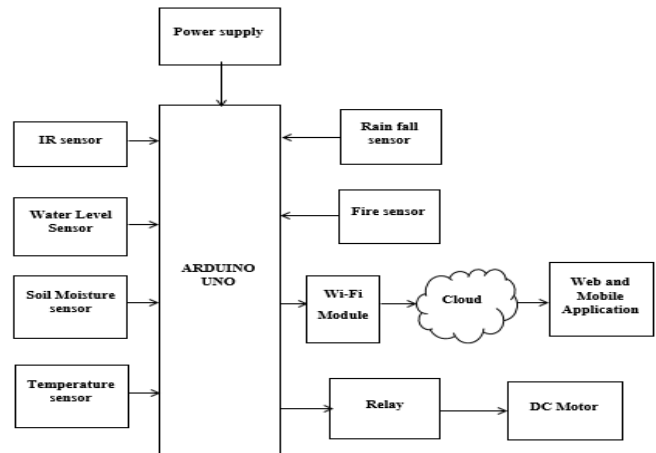 Power supply
IR sensor
Rain fall
sensor
Water Level
Sensor
Fire sensor
ARDUINO
UNO
Soil Moisture
sensor
Wi-Fi
Module
Cloud
Web and
Mobile
Application
Temperature
sensor
Relay
DC Motor